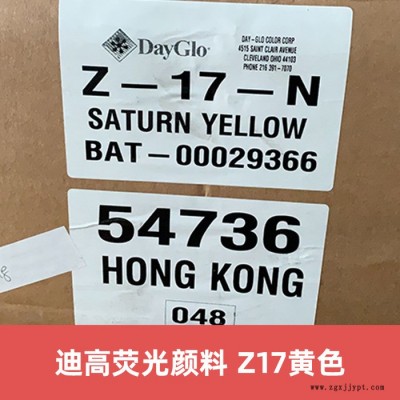 DayGlo
DAY - GLO COLOR CORP
4515 SAINT CLAIR AVENUE
CLEVELAND OHIO 44103
PHONE 216 391 - 7070
Z - 17 - N
SATURN YELLOW
BAT - 00029366
54736
HONG KONG
048
迪高荧光颜料 Z17黄色
www.zgzjjypt.com